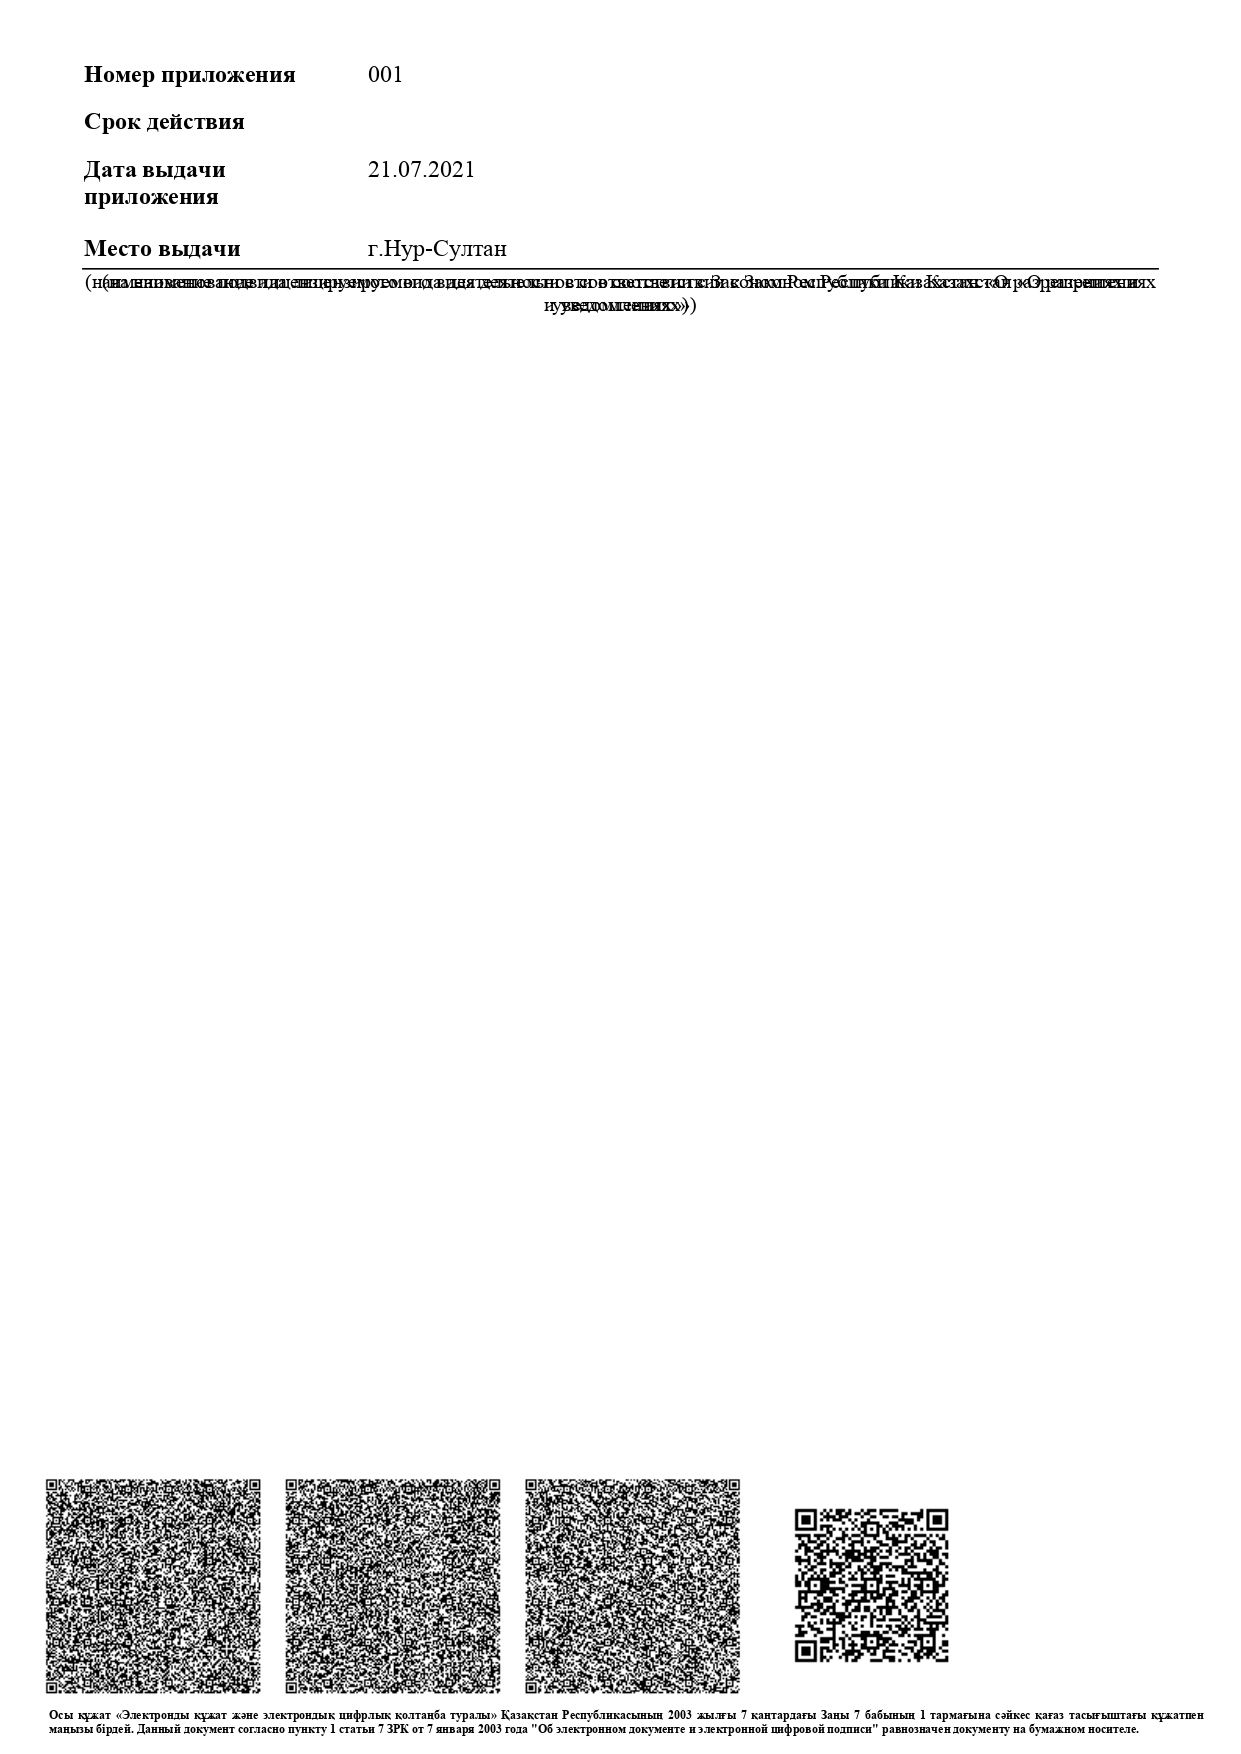 Номер приложения 001
Срок действия
Дата выдачи 21.07.2021
приложения
Место выдачи г.Нур-Султан
Осы құжат «Электронды құжат және электрондық цифрлық қолтаңба туралы» Қазақстан Республикасының 2003 жылғы 7 қаңтардағы Заңы 7 бабының 1 тармағына сәйкес қағаз тасығыштағы құжатпен
маңызы бірдей. Данный документ согласно пункту 1 статьи 7 ЗРК от 7 января 2003 года "Об электронном документе и электронной цифровой подписи" равнозначен документу на бумажном носителе.